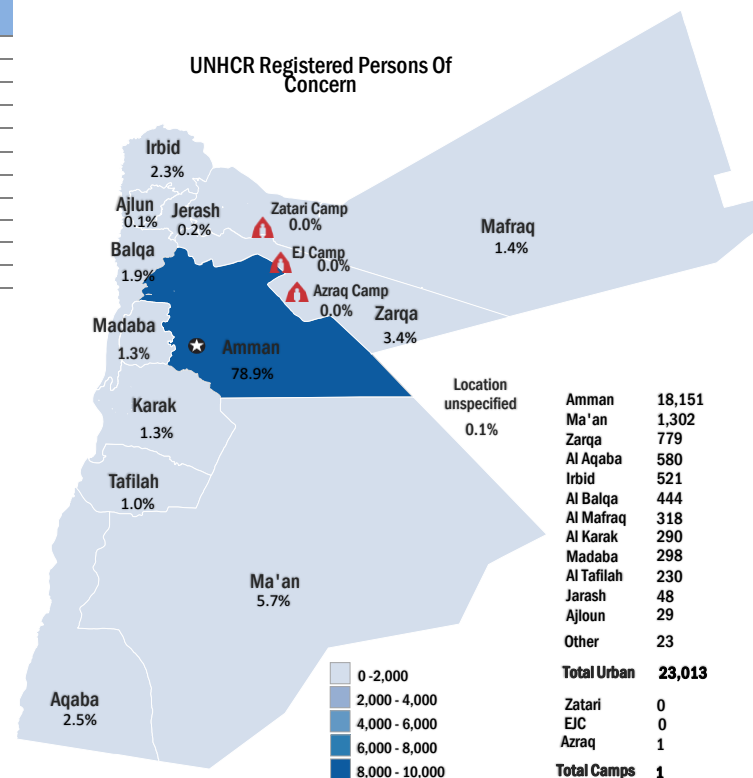 UNHCR Registered Persons Of
Concern
Irbid
2.3%
Ajlun
0.1%
Jerash
0.2%
Zatari Camp
0.0%
Mafraq
1.4%
Balqa
1.9%
EJ Camp
0.0%
Azraq Camp
0.0%
Zarqa
3.4%
Madaba
1.3%
Amman
78.9%
Karak
1.3%
Location
unspecified
0.1%
Tafilah
1.0%
Ma'an
5.7%
Aqaba
2.5%
0 -2,000
2,000 - 4,000
4,000 - 6,000
6,000 - 8,000
8,000 - 10,000
Amman 18,151
Ma'an 1,302
Zarqa 779
Al Aqaba 580
Irbid 521
Al Balqa 444
Al Mafraq 318
Al Karak 290
Madaba 298
Al Tafilah 230
Jarash 48
Ajloun 29
Other 23
Total Urban 23,013
Zatari 0
EJC 0
Azraq 1
Total Camps 1